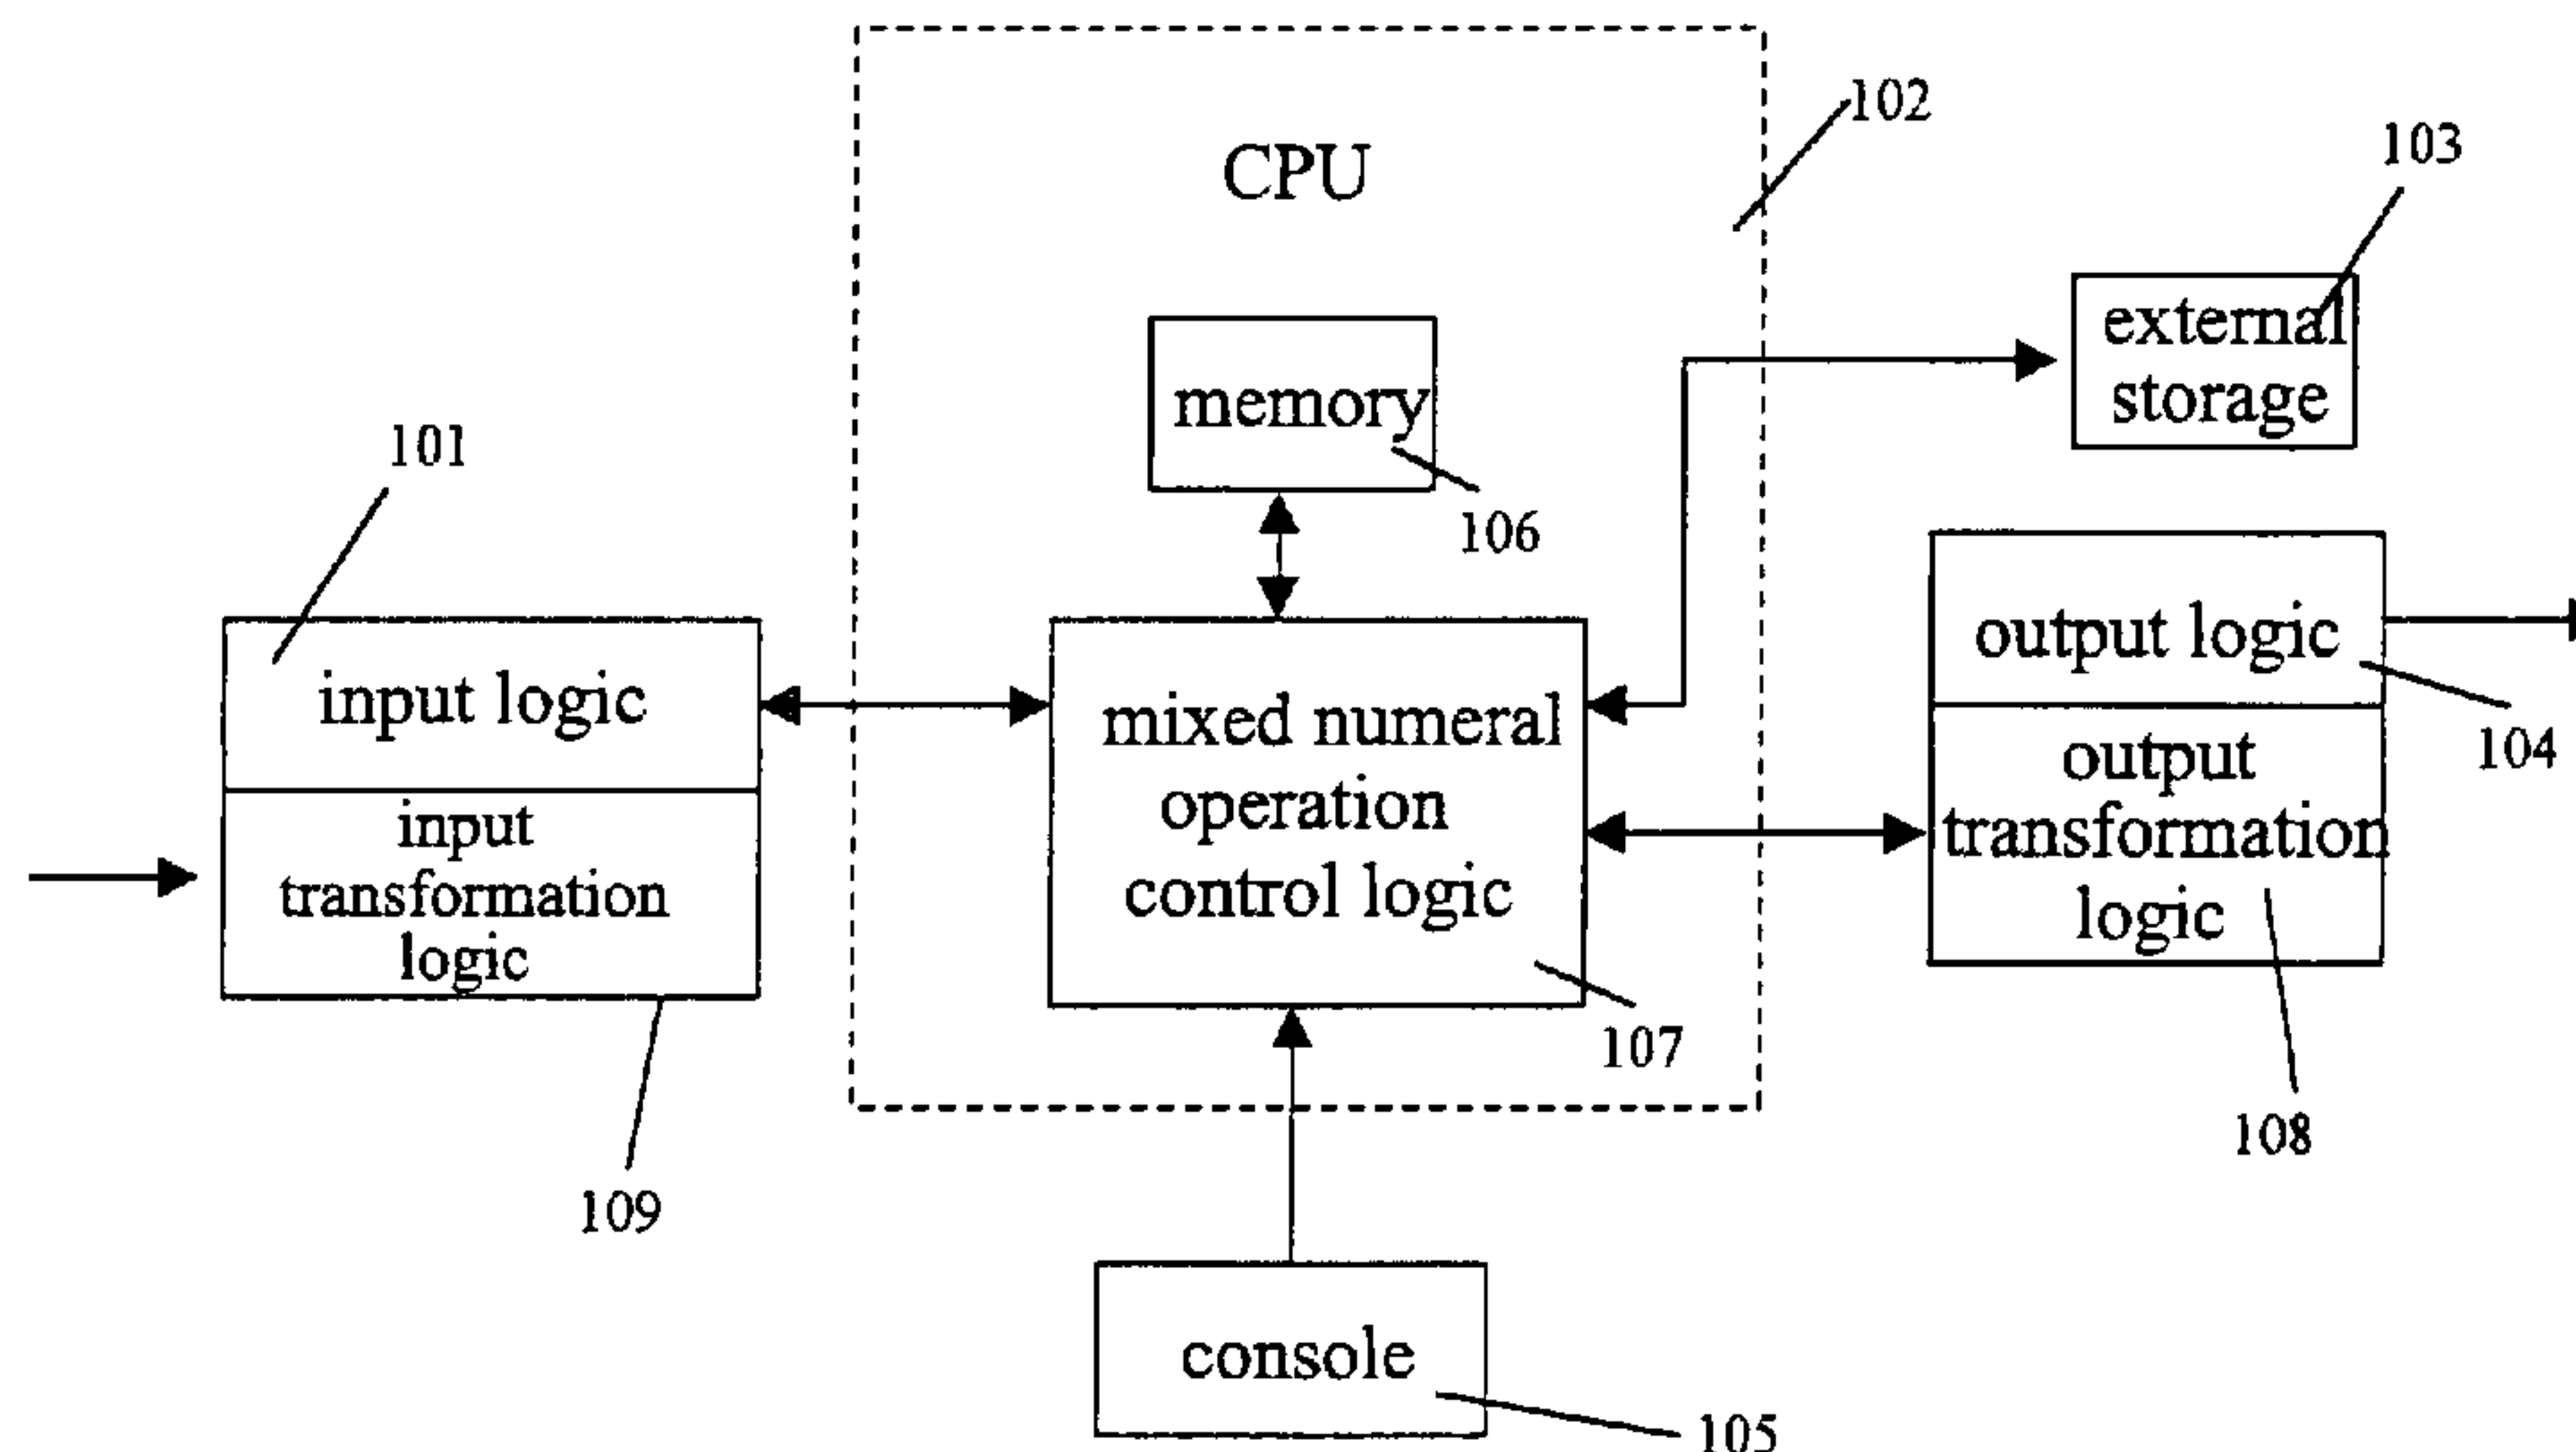 CPU
102
103
external
storage
memory
106
101
input logic
input
transformation
logic
109
mixed numeral
operation
control logic
107
output logic
104
output
transformation
logic
108
console
105